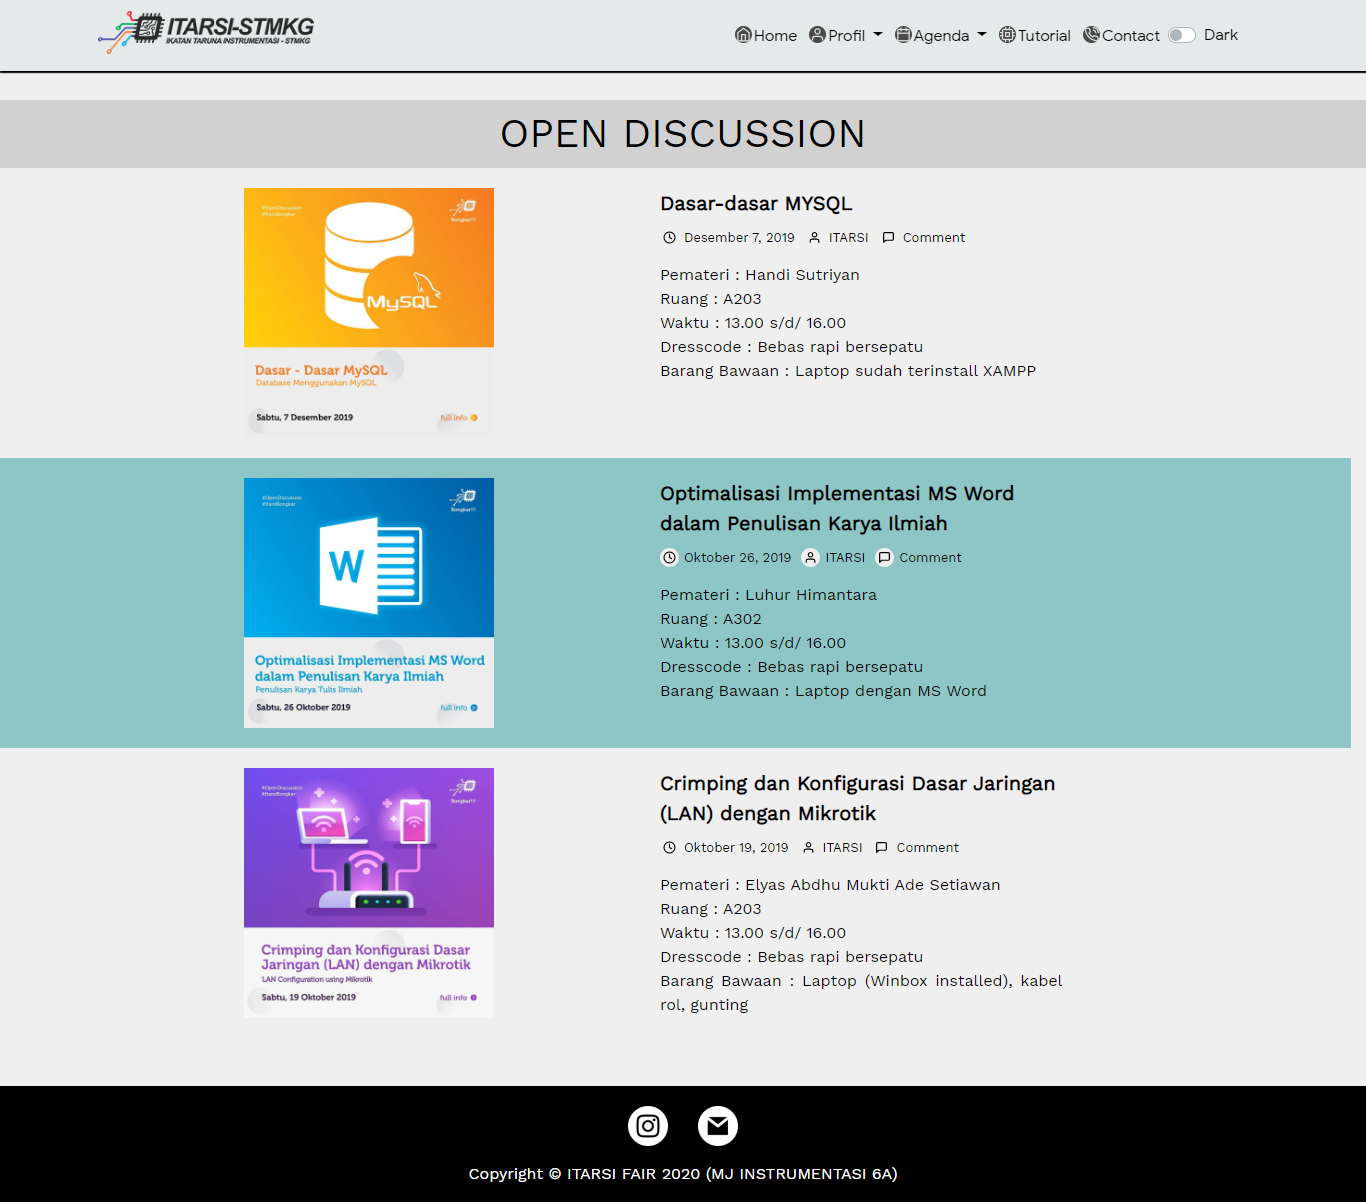 ITARSI-STMKG
IKATAN TARUNA INSTRUMENTASI - STMKG
Home Profil Agenda Tutorial Contact Dark
OPEN DISCUSSION
#OpenDiscussion
#ItarsiBongkar
Bongkar!!!
MySQL
Dasar - Dasar MySQL
Database Menggunakan MySQL
Sabtu, 7 Desember 2019
full info
Dasar-dasar MYSQL
Desember 7, 2019 ITARSI Comment
Pemateri : Handi Sutriyan
Ruang : A203
Waktu : 13.00 s/d/ 16.00
Dresscode : Bebas rapi bersepatu
Barang Bawaan : Laptop sudah terinstall XAMPP
#OpenDiscussion
#ItarsiBongkar
Bongkar!!!
W
Optimalisasi Implementasi MS Word
dalam Penulisan Karya Ilmiah
Penulisan Karya Tulis Ilmiah
Sabtu, 26 Oktober 2019
full info
Optimalisasi Implementasi MS Word
dalam Penulisan Karya Ilmiah
Oktober 26, 2019 ITARSI Comment
Pemateri : Luhur Himantara
Ruang : A302
Waktu : 13.00 s/d/ 16.00
Dresscode : Bebas rapi bersepatu
Barang Bawaan : Laptop dengan MS Word
#OpenDiscussion
#ItarsiBongkar
Bongkar!!!
Crimping dan Konfigurasi Dasar
Jaringan (LAN) dengan Mikrotik
LAN Configuration using Mikrotik
Sabtu, 19 Oktober 2019
full info
Crimping dan Konfigurasi Dasar Jaringan
(LAN) dengan Mikrotik
Oktober 19, 2019 ITARSI Comment
Pemateri : Elyas Abdhu Mukti Ade Setiawan
Ruang : A203
Waktu : 13.00 s/d/ 16.00
Dresscode : Bebas rapi bersepatu
Barang Bawaan : Laptop (Winbox installed), kabel
rol, gunting
Copyright © ITARSI FAIR 2020 (MJ INSTRUMENTASI 6A)